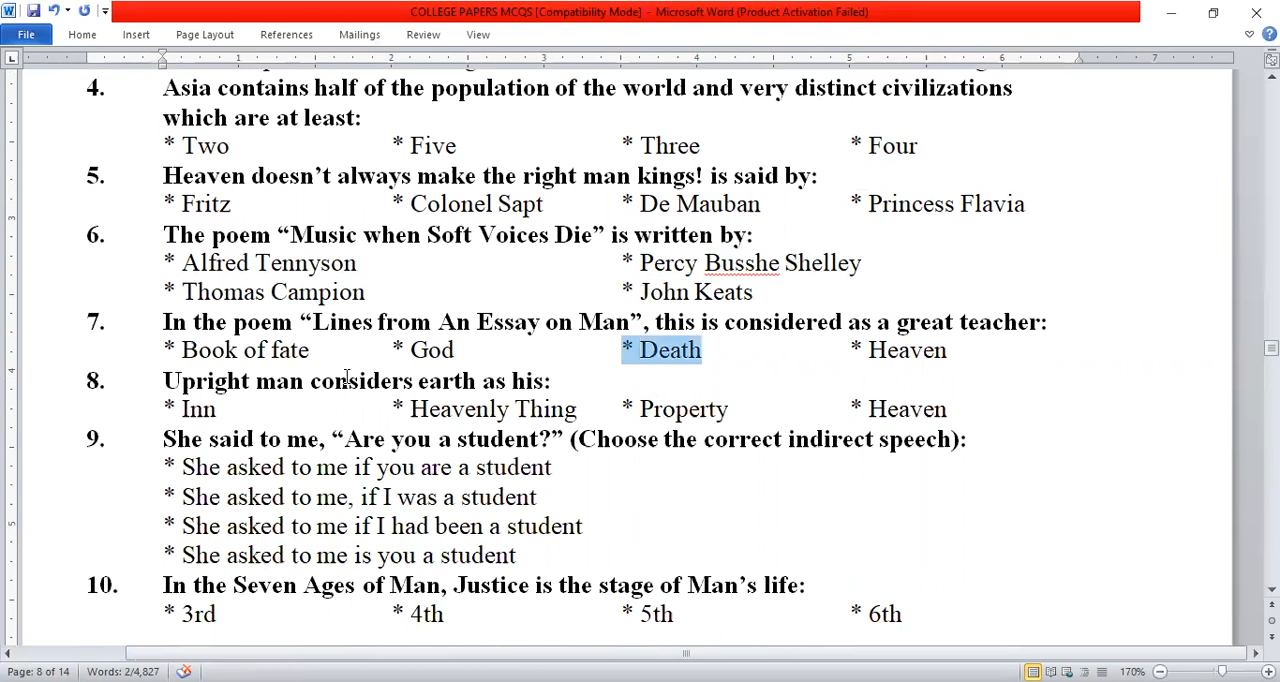 COLLEGE PAPERS MCQS [Compatibility Mode] - Microsoft Word (Product Activation Failed)
File Home Insert Page Layout References Mailings Review View
1 2 3 4 5 6 7
4. Asia contains half of the population of the world and very distinct civilizations
which are at least:
* Two * Five * Three * Four
5. Heaven doesn’t always make the right man kings! is said by:
* Fritz * Colonel Sapt * De Mauban * Princess Flavia
6. The poem “Music when Soft Voices Die” is written by:
* Alfred Tennyson * Percy Busshe Shelley
* Thomas Campion * John Keats
7. In the poem “Lines from An Essay on Man”, this is considered as a great teacher:
* Book of fate * God * Death * Heaven
8. Upright man considers earth as his:
* Inn * Heavenly Thing * Property * Heaven
9. She said to me, “Are you a student?” (Choose the correct indirect speech):
* She asked to me if you are a student
* She asked to me, if I was a student
* She asked to me if I had been a student
* She asked to me is you a student
10. In the Seven Ages of Man, Justice is the stage of Man’s life:
* 3rd * 4th * 5th * 6th
Page: 8 of 14 Words: 2/4,827 170%